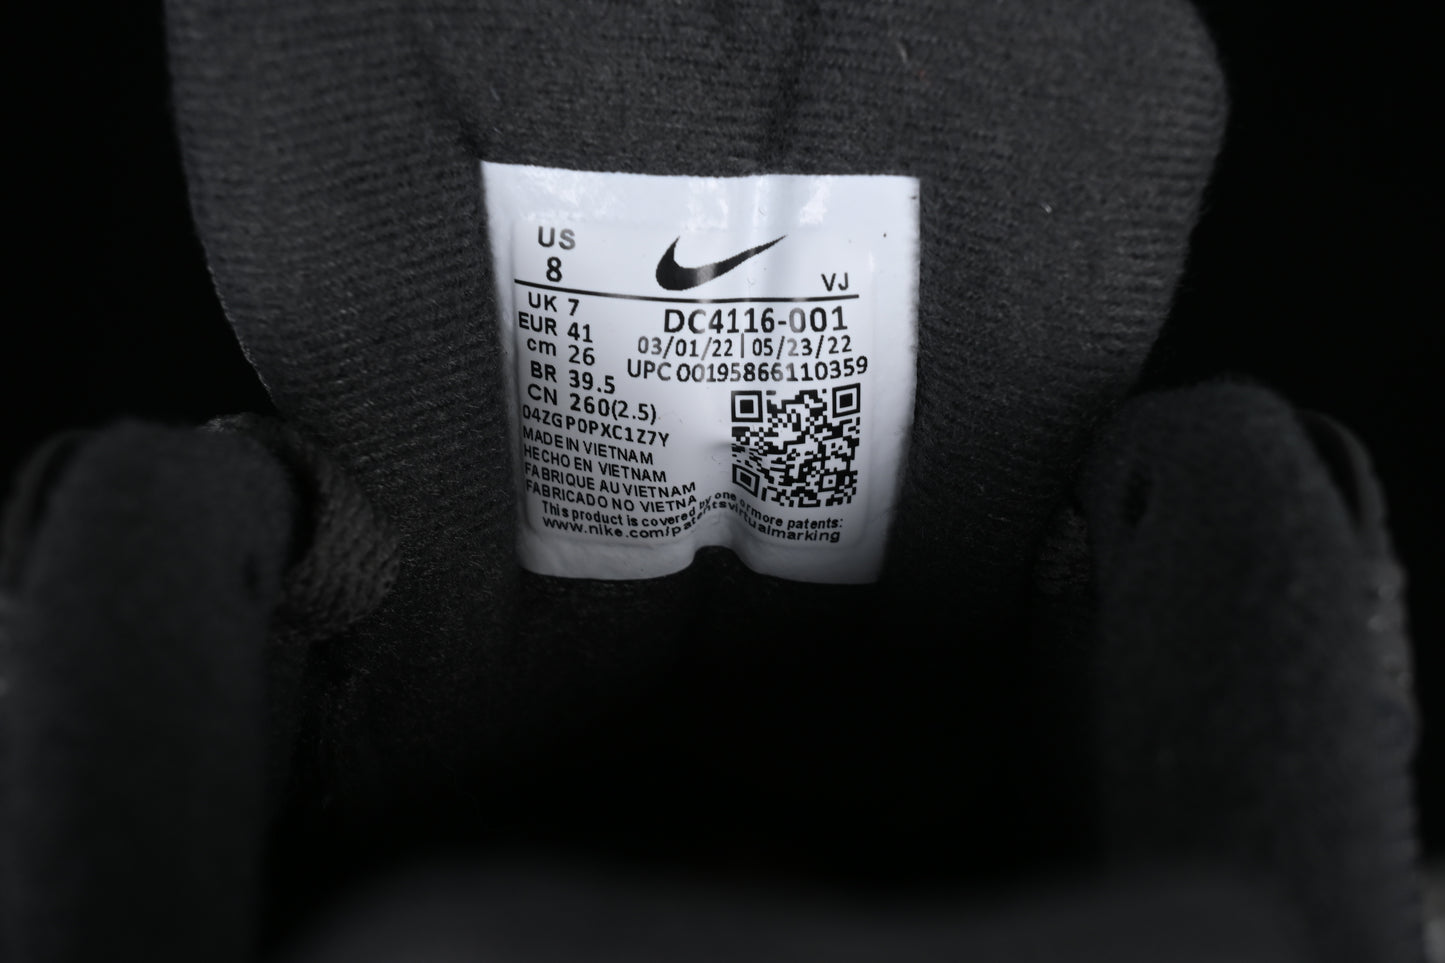 US
8
VJ
UK 7
EUR 41
cm 26
BR 39.5
CN 260(2.5)
DC4116-001
03/01/22 | 05/23/22
UPC 00195866110359
04ZGP0PXC1Z7Y
MADE IN VIETNAM
HECHO EN VIETNAM
FABRIQUE AU VIETNAM
FABRICADO NO VIETNA
This product is covered by one or more patents:
www.nike.com/patentsvirtualmarking